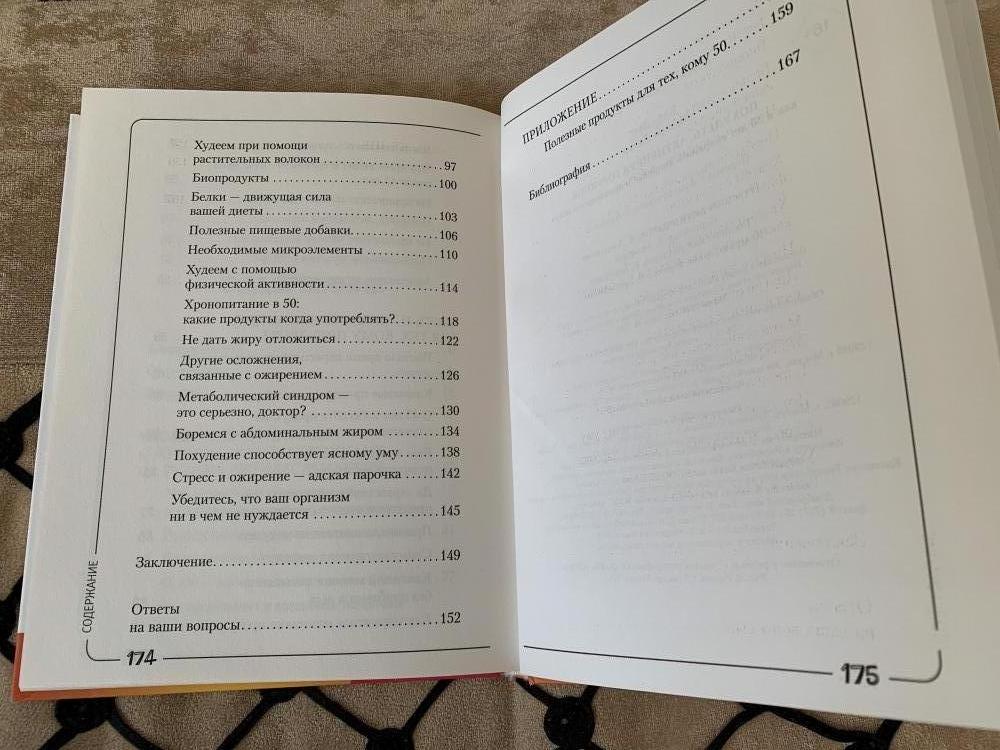 Худеем при помощи
растительных волокон ........................ 97
Биопродукты ........................ 100
Белки — движущая сила
вашей диеты ........................ 103
Полезные пищевые добавки ........................ 106
Необходимые микроэлементы ........................ 110
Худеем с помощью
физической активности ........................ 114
Хронопитание в 50:
какие продукты когда употреблять? ........................ 118
Не дать жиру отложиться ........................ 122
Другие осложнения,
связанные с ожирением ........................ 126
Метаболический синдром —
это серьезно, доктор? ........................ 130
Боремся с абдоминальным жиром ........................ 134
Похудение способствует ясному уму ........................ 138
Стресс и ожирение — адская парочка ........................ 142
Убедитесь, что ваш организм
ни в чем не нуждается ........................ 145
Заключение ........................ 149
Ответы
на ваши вопросы ........................ 152
СОДЕРЖАНИЕ
174
ПРИЛОЖЕНИЕ ........................
Полезные продукты для тех, кому 50 ........................ 159
Библиография ........................ 167
175